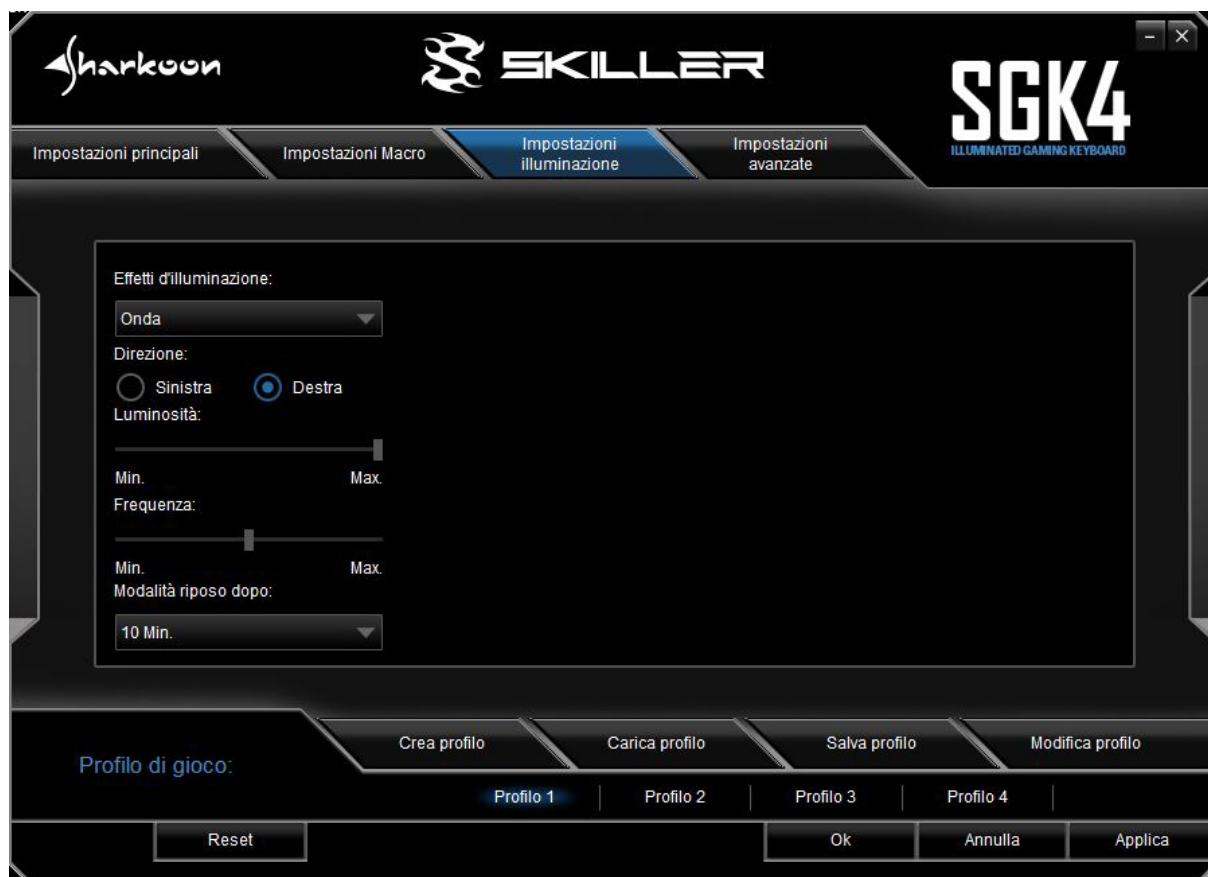 Sharkoon
SKILLER
SGK4
ILLUMINATED GAMING KEYBOARD
Impostazioni principali
Impostazioni Macro
Impostazioni
illuminazione
Impostazioni
avanzate
Effetti d'illuminazione:
Onda
Direzione:
Sinistra Destra
Luminosità:
Min. Max.
Frequenza:
Min. Max.
Modalità riposo dopo:
10 Min.
Crea profilo Carica profilo Salva profilo Modifica profilo
Profilo di gioco:
Profilo 1 Profilo 2 Profilo 3 Profilo 4
Reset Ok Annulla Applica